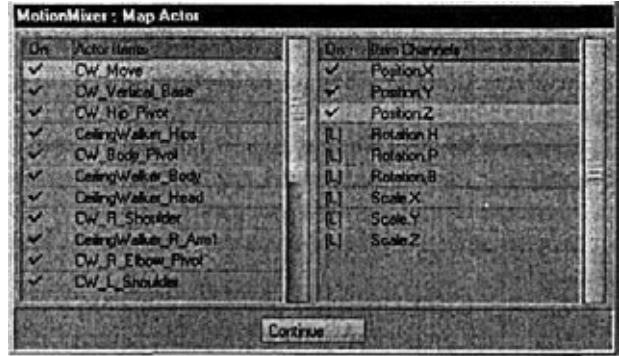 MotionMixer : Map Actor
On Actor Items
✓ CW_Move
✓ CW_Vertical_Base
✓ CW_Hip_Pivot
✓ CeilingWalker_Hips
✓ CW_Body_Pivot
✓ CeilingWalker_Body
✓ CeilingWalker_Head
✓ CW_R_Shoulder
✓ CeilingWalker_R_Arm1
✓ CW_R_Elbow_Pivot
✓ CW_L_Shoulder
On Item Channels
✓ Position.X
✓ Position.Y
✓ Position.Z
[L] Rotation.H
[L] Rotation.P
[L] Rotation.B
[L] Scale.X
[L] Scale.Y
[L] Scale.Z
Continue